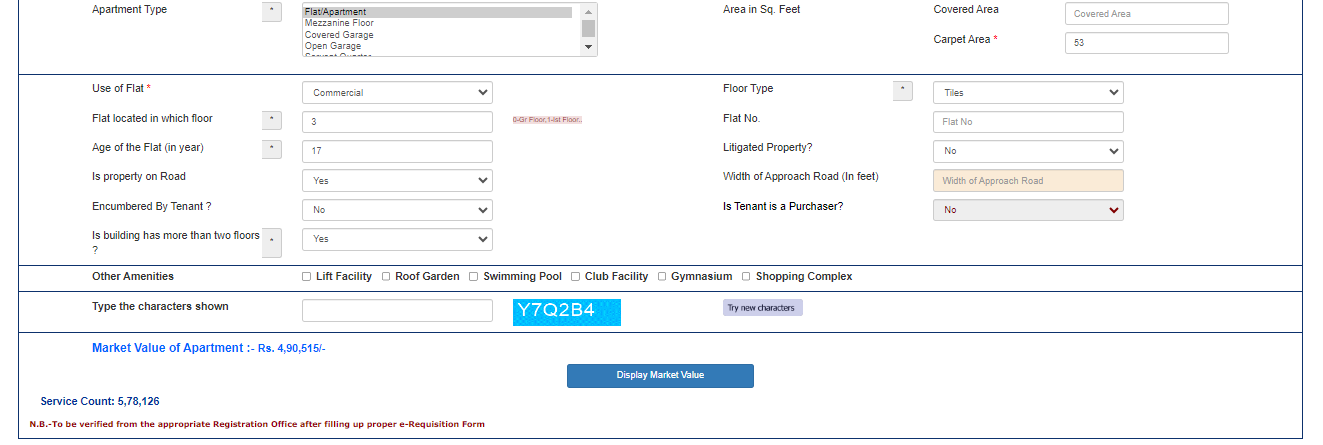 Apartment Type * Flat/Apartment Area in Sq. Feet Covered Area Covered Area
Mezzanine Floor
Covered Garage
Open Garage Carpet Area * 53
Servant Quarter
Use of Flat * Commercial Floor Type * Tiles
Flat located in which floor * 3 0-Gr Floor,1-Ist Floor.. Flat No. Flat No
Age of the Flat (in year) * 17 Litigated Property? No
Is property on Road Yes Width of Approach Road (In feet) Width of Approach Road
Encumbered By Tenant ? No Is Tenant is a Purchaser? No
Is building has more than two floors * Yes
?
Other Amenities Lift Facility Roof Garden Swimming Pool Club Facility Gymnasium Shopping Complex
Type the characters shown Y7Q2B4 Try new characters
Market Value of Apartment :- Rs. 4,90,515/-
Display Market Value
Service Count: 5,78,126
N.B.-To be verified from the appropriate Registration Office after filling up proper e-Requisition Form